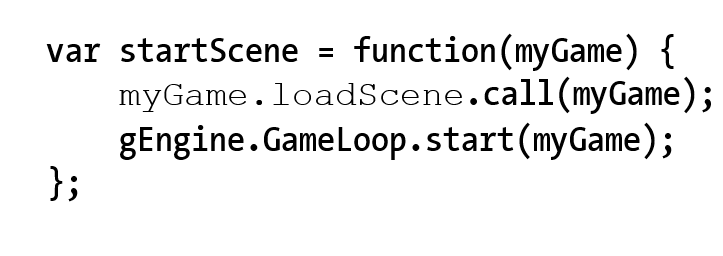 var startScene = function(myGame) {
    myGame.loadScene.call(myGame);
    gEngine.GameLoop.start(myGame);
};